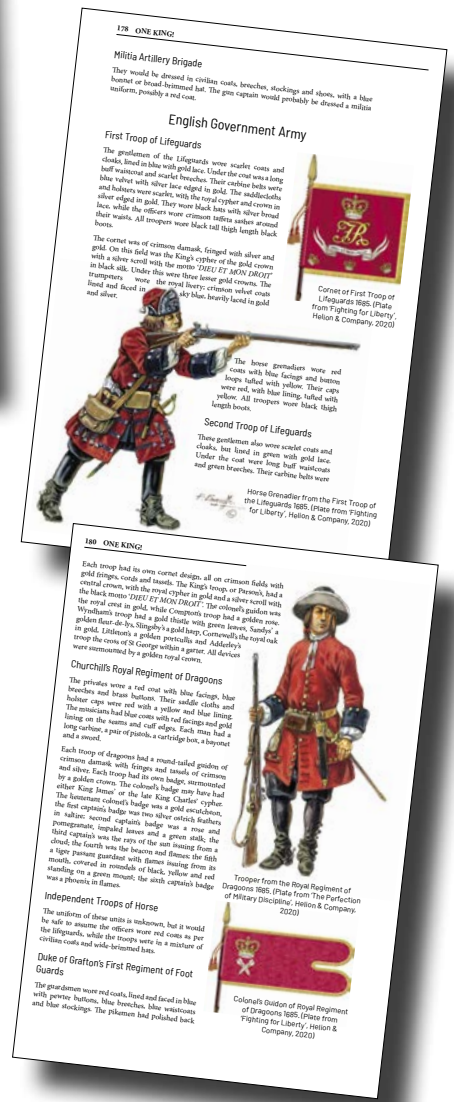 178 ONE KING!
Militia Artillery Brigade
They would be dressed in civilian coats, breeches, stockings and shoes, with a blue
bonnet or broad-brimmed hat. The gun captain would probably be dressed a militia
uniform, possibly a red coat.
English Government Army
First Troop of Lifeguards
The gentlemen of the Lifeguards wore scarlet coats and
cloaks, lined in blue with gold lace. Under the coat was a long
buff waistcoat and scarlet breeches. Their carbine belts were
blue velvet with silver lace edged in gold. The saddlecloths
and holsters were scarlet, with the royal cypher and crown in
silver edged in gold. They wore black hats with silver broad
lace, while the officers wore crimson taffeta sashes around
their waists. All troopers wore black tall thigh length black
boots.
The cornet was of crimson damask, fringed with silver and
gold. On this field was the King's cypher of the gold crown
with a silver scroll with the motto 'DIEU ET MON DROIT'
in black silk. Under this were three lesser gold crowns. The
trumpeters wore the royal livery; crimson velvet coats
lined and faced in sky blue, heavily laced in gold
and silver.
Cornet of First Troop of
Lifeguards 1685. (Plate
from 'Fighting for Liberty',
Helion & Company, 2020)
The horse grenadiers wore red
coats with blue facings and button
loops tufted with yellow. Their caps
were red, with blue lining, tufted with
yellow. All troopers wore black thigh
length boots.
Second Troop of Lifeguards
These gentlemen also wore scarlet coats and
cloaks, but lined in green with gold lace.
Under the coat were long buff waistcoats
and green breeches. Their carbine belts were
Horse Grenadier from the First Troop of
the Lifeguards 1685. (Plate from 'Fighting
for Liberty', Helion & Company, 2020)
180 ONE KING!
Each troop had its own cornet design, all on crimson fields with
gold fringes, cords and tassels. The King's troop, or Parson's, had a
central crown, with the royal cypher in gold and a silver scroll with
the black motto 'DIEU ET MON DROIT'. The colonel's guidon was
the royal crest in gold, while Compton's troop had a golden rose.
Wyndham's troop had a gold thistle with green leaves, Sandys' a
golden fleur-de-lys, Slingsby's a gold harp, Cornewell's the royal oak
in gold, Littleton's a golden portcullis and Adderley's
troop the cross of St George within a garter. All devices
were surmounted by a golden royal crown.
Churchill's Royal Regiment of Dragoons
The privates wore a red coat with blue facings, blue
breeches and brass buttons. Their saddle cloths and
holster caps were red with a yellow and blue lining.
The musicians had blue coats with red facings and gold
lining on the seems and cuff edges. Each man had a
long carbine, a pair of pistols, a cartridge box, a bayonet
and a sword.
Each troop of dragoons had a round-tailed guidon of
crimson damask with fringes and tassels of crimson
and silver. Each troop had its own badge, surmounted
by a golden crown. The colonel's badge may have had
either King James' or the late King Charles' cypher.
The lieutenant colonel's badge was a gold escutcheon,
the first captain's badge was two silver ostrich feathers
in saltire; second captain's badge was a rose and
pomegranate, impaled leaves and a green stalk; the
third captain's was the rays of the sun issuing from a
cloud; the fourth was the beacon and flames; the fifth
a tiger passant guardant with flames issuing from its
mouth, covered in roundels of black, yellow and red
standing on a green mount; the sixth captain's badge
was a phoenix in flames.
Trooper from the Royal Regiment of
Dragoons 1685. (Plate from 'The Perfection
of Military Discipline', Helion & Company,
2020)
Independent Troops of Horse
The uniform of these units is unknown, but it would
be safe to assume the officers wore red coats as per
the lifeguards, while the troops were in a mixture of
civilian coats and wide-brimmed hats.
Duke of Grafton's First Regiment of Foot
Guards
The guardsmen wore red coats, lined and faced in blue
with pewter buttons, blue breeches, blue waistcoats
and blue stockings. The pikemen had polished back
Colonel's Guidon of Royal Regiment
of Dragoons 1685. (Plate from
'Fighting for Liberty', Helion &
Company, 2020)